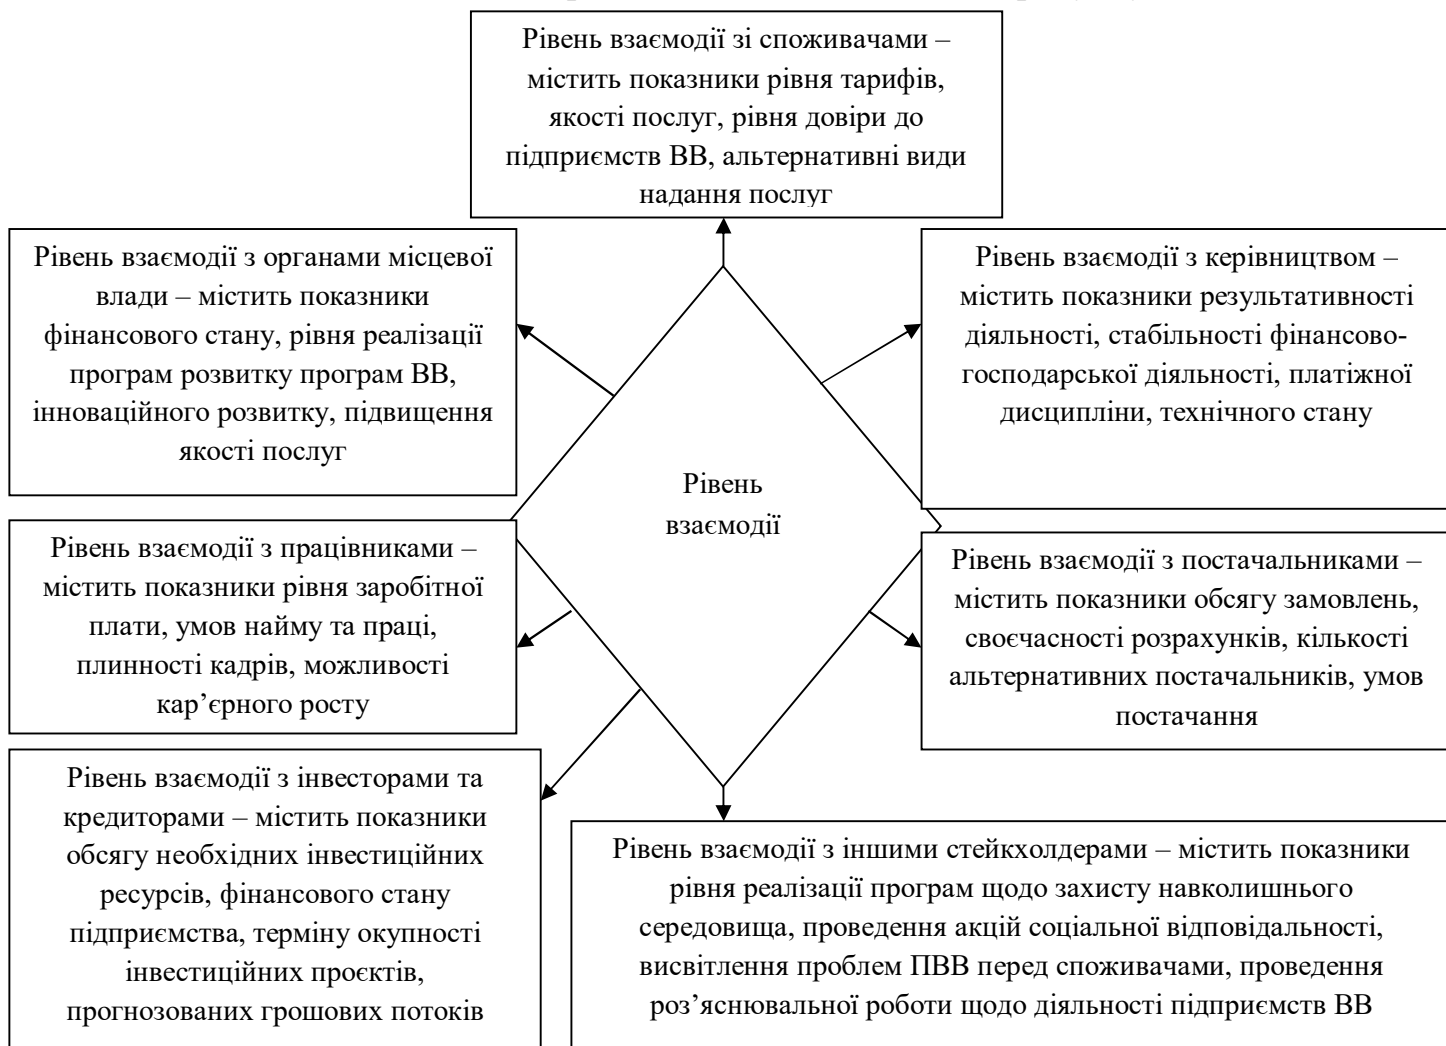 Рівень взаємодії зі споживачами –
містить показники рівня тарифів,
якості послуг, рівня довіри до
підприємств ВВ, альтернативні види
надання послуг
Рівень взаємодії з органами місцевої
влади – містить показники
фінансового стану, рівня реалізації
програм розвитку програм ВВ,
інноваційного розвитку, підвищення
якості послуг
Рівень взаємодії з керівництвом –
містить показники результативності
діяльності, стабільності фінансово-
господарської діяльності, платіжної
дисципліни, технічного стану
Рівень
взаємодії
Рівень взаємодії з працівниками –
містить показники рівня заробітної
плати, умов найму та праці,
плинності кадрів, можливості
кар’єрного росту
Рівень взаємодії з постачальниками –
містить показники обсягу замовлень,
своєчасності розрахунків, кількості
альтернативних постачальників, умов
постачання
Рівень взаємодії з інвесторами та
кредиторами – містить показники
обсягу необхідних інвестиційних
ресурсів, фінансового стану
підприємства, терміну окупності
інвестиційних проєктів,
прогнозованих грошових потоків
Рівень взаємодії з іншими стейкхолдерами – містить показники
рівня реалізації програм щодо захисту навколишнього
середовища, проведення акцій соціальної відповідальності,
висвітлення проблем ПВВ перед споживачами, проведення
роз’яснювальної роботи щодо діяльності підприємств ВВ